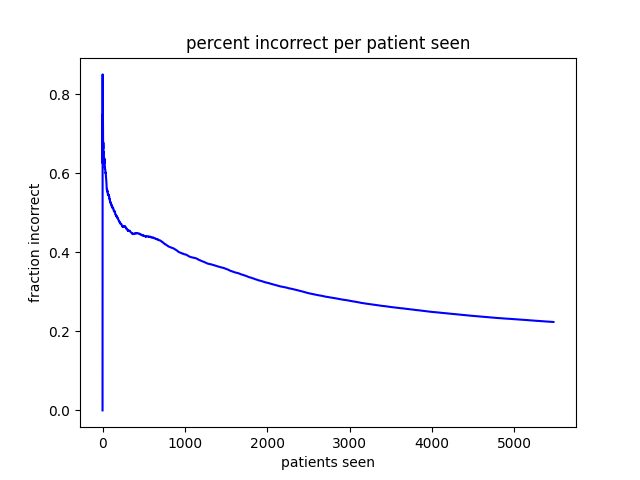 percent incorrect per patient seen
fraction incorrect
0.8
0.6
0.4
0.2
0.0
0 1000 2000 3000 4000 5000
patients seen